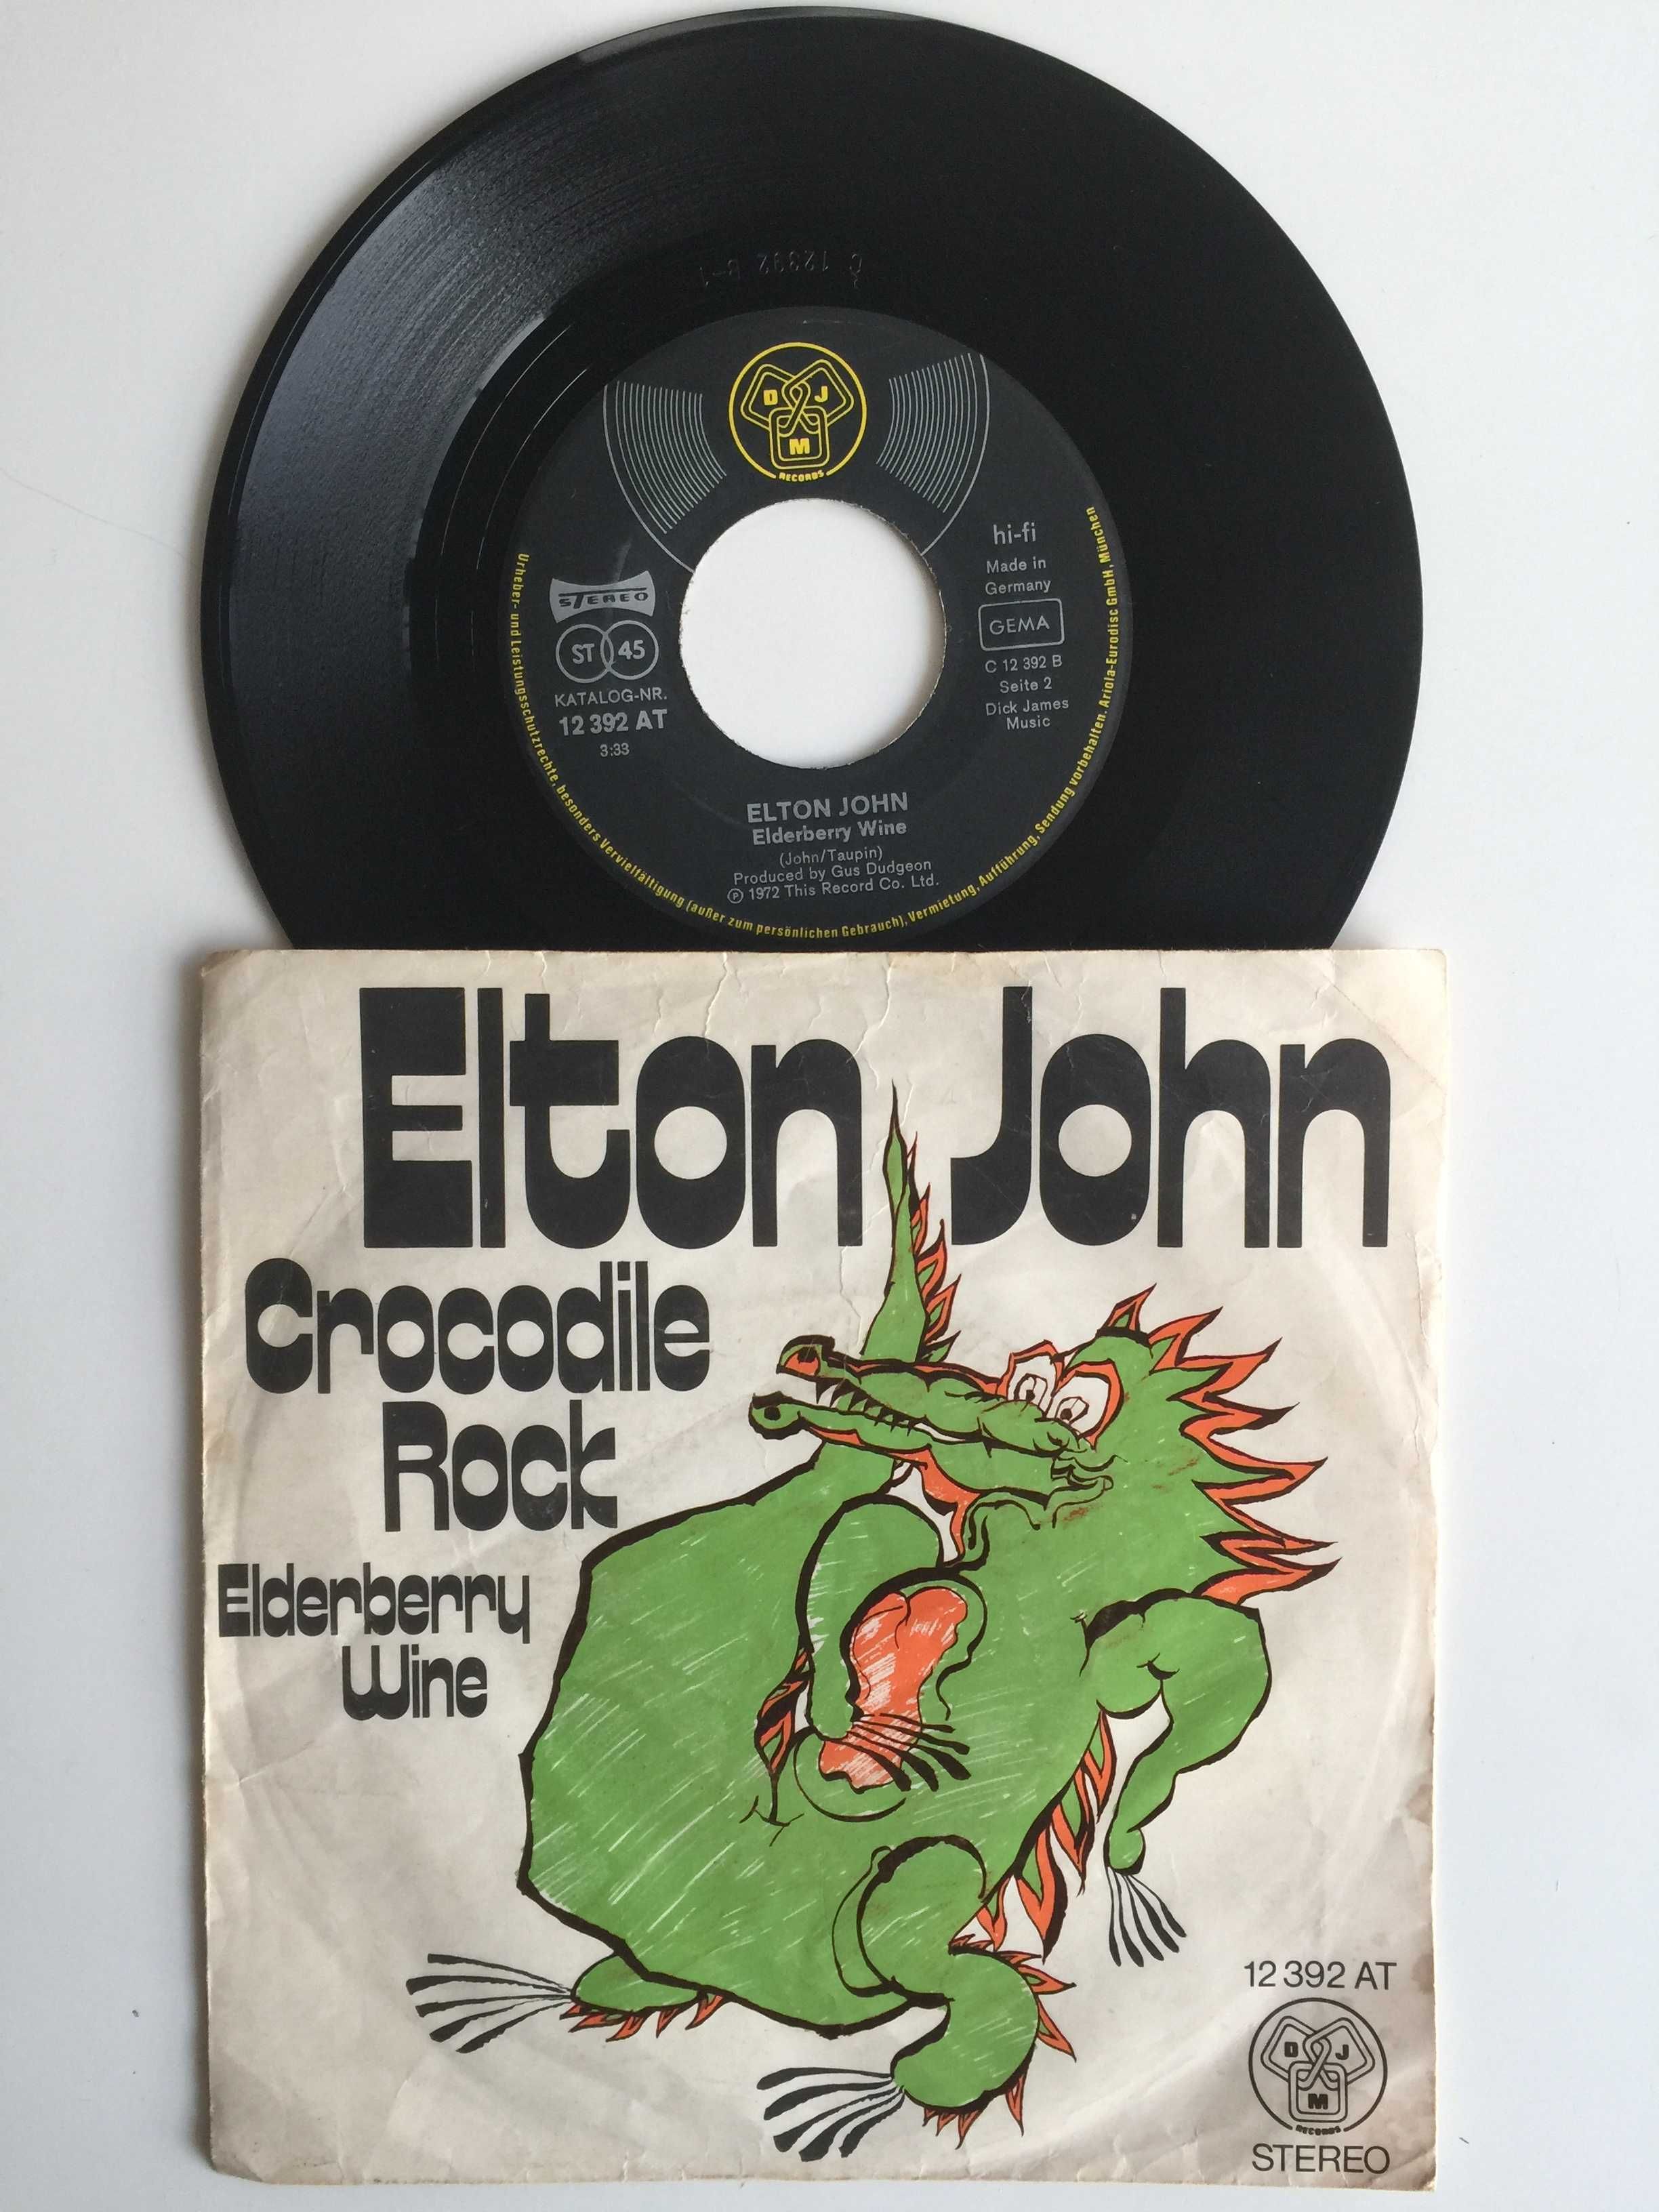 C 12392 B-1
D J
M
RECORDS
STEREO
ST 45
KATALOG-NR.
12 392 AT
3:33
hi-fi
Made in
Germany
GEMA
C 12 392 B
Seite 2
Dick James
Music
ELTON JOHN
Elderberry Wine
(John/Taupin)
Produced by Gus Dudgeon
℗ 1972 This Record Co. Ltd.
Urheber- und Leistungsschutzrechte, besonders Vervielfältigung (außer zum persönlichen Gebrauch), Vermietung, Aufführung, Sendung vorbehalten. Ariola-Eurodisc GmbH, München
Elton John
Crocodile
Rock
Elderberry
Wine
12 392 AT
D J
M
RECORDS
STEREO